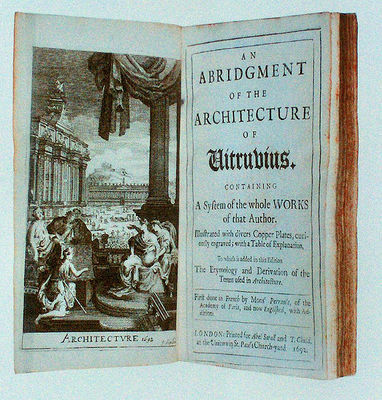 ARCHITECTVRE 1692
AN
ABRIDGMENT
OF THE
ARCHITECTURE
OF
Vitruvius.
CONTAINING
A System of the whole WORKS
of that Author.
Illustrated with divers Copper Plates, curi-
ously engraved; with a Table of Explanation,
To which is added in this Edition
The Etymology and Derivation of the
Terms used in Architecture.
First done in French by Monsr Perrault, of the
Academy of Paris, and now Englished, with Ad-
ditions.
LONDON: Printed for Abel Small and T. Child,
at the Unicorn in St. Paul's Church-yard. 1692.